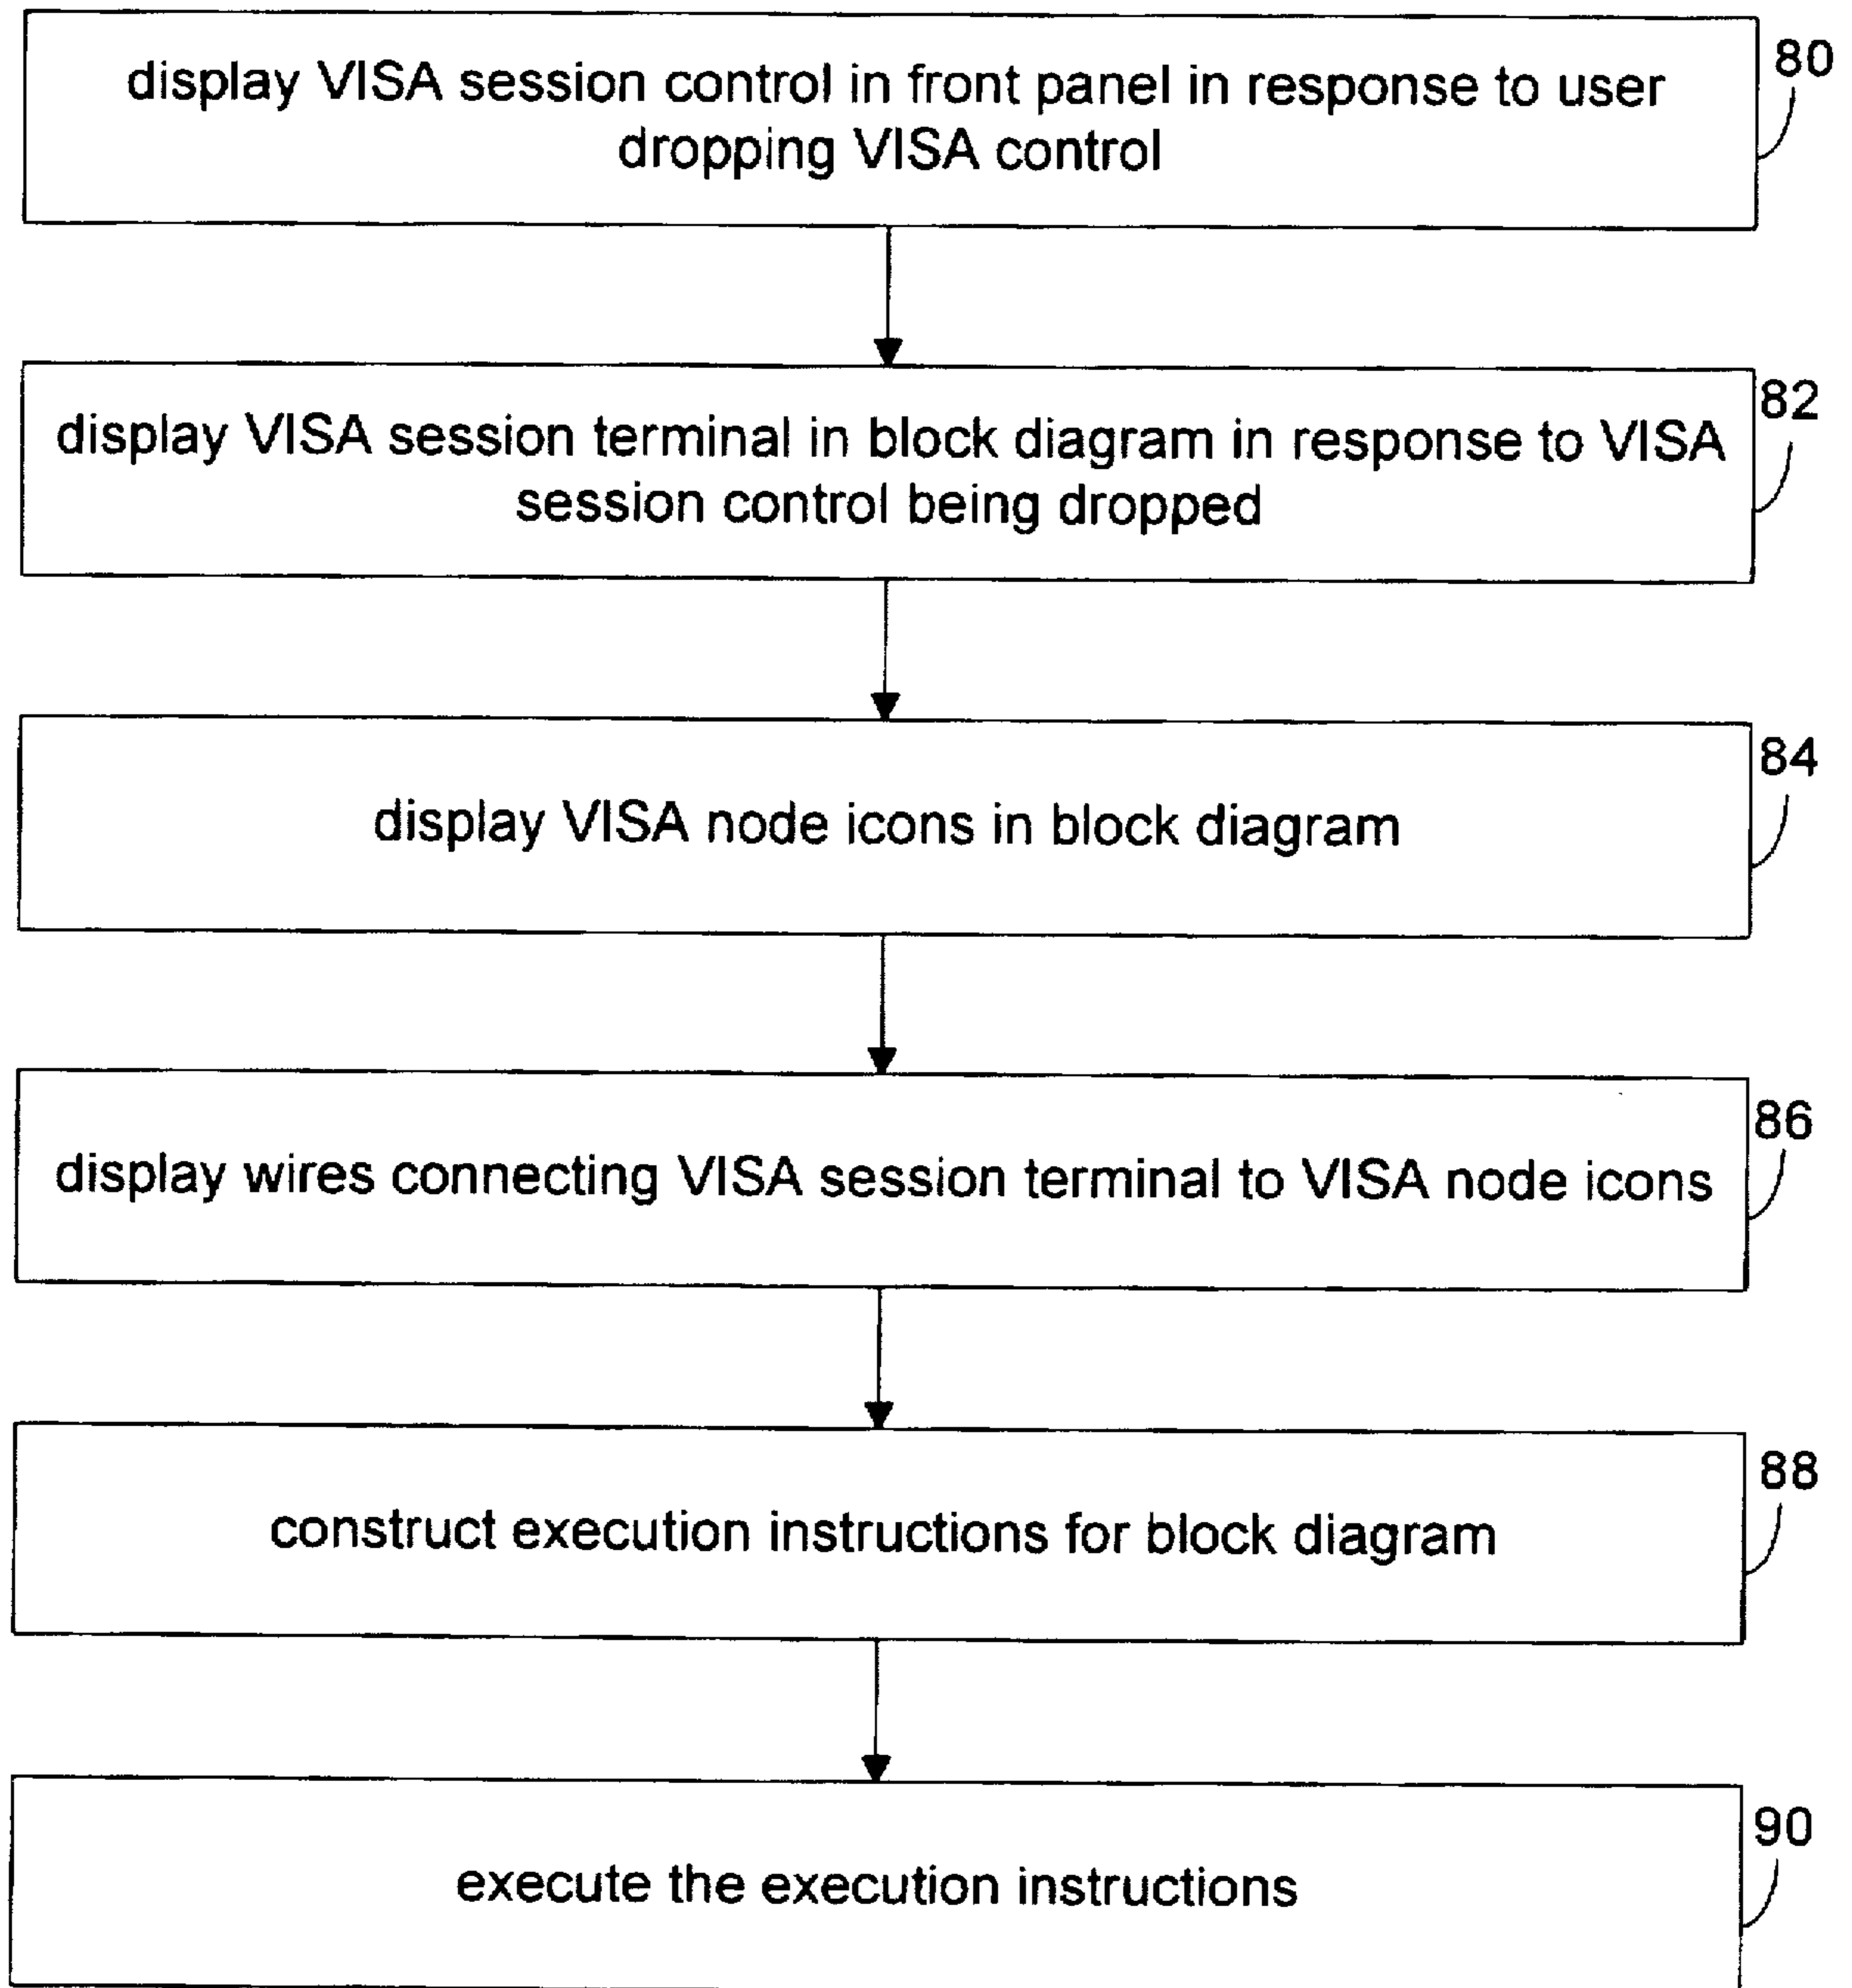 display VISA session control in front panel in response to user
dropping VISA control
80
display VISA session terminal in block diagram in response to VISA
session control being dropped
82
display VISA node icons in block diagram
84
display wires connecting VISA session terminal to VISA node icons
86
construct execution instructions for block diagram
88
execute the execution instructions
90